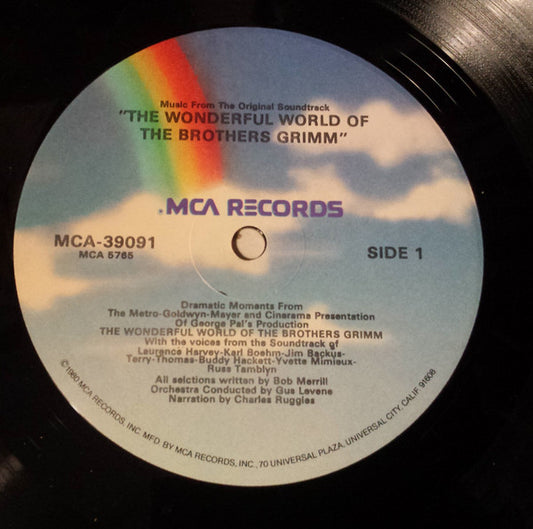 Music From The Original Soundtrack
"THE WONDERFUL WORLD OF
THE BROTHERS GRIMM"
MCA RECORDS
MCA-39091
MCA 5765
SIDE 1
Dramatic Moments From
The Metro-Goldwyn-Mayer and Cinerama Presentation
Of George Pal's Production
THE WONDERFUL WORLD OF THE BROTHERS GRIMM
With the voices from the Soundtrack of
Laurence Harvey-Karl Boehm-Jim Backus-
Terry-Thomas-Buddy Hackett-Yvette Mimieux-
Russ Tamblyn
All selctions written by Bob Merrill
Orchestra Conducted by Gus Levene
Narration by Charles Ruggles
©1980 MCA RECORDS, INC. MFD. BY MCA RECORDS, INC., 70 UNIVERSAL PLAZA, UNIVERSAL CITY, CALIF. 91608